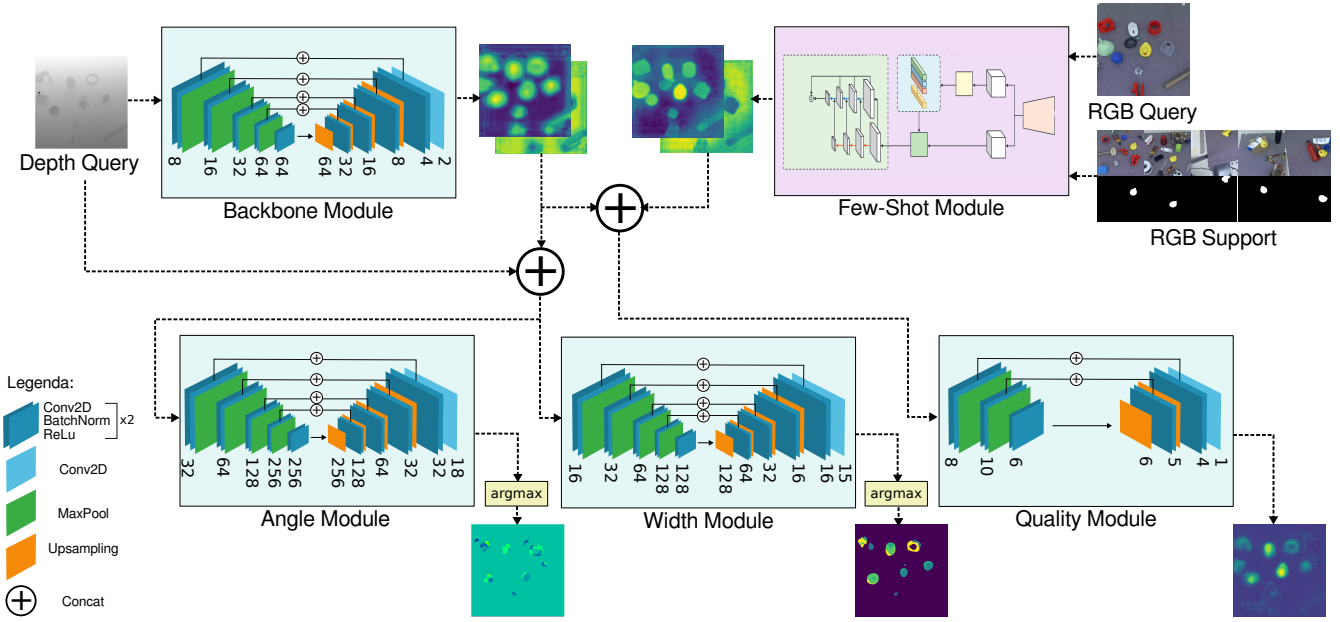 Depth Query
8
16
32
64
64
64
32
16
8
4
2
Backbone Module
Few-Shot Module
RGB Query
RGB Support
Legenda:
Conv2D
BatchNorm
ReLu
x2
Conv2D
MaxPool
Upsampling
Concat
32
64
128
256
256
256
128
64
32
32
18
Angle Module
argmax
16
32
64
128
128
128
64
32
16
16
15
Width Module
argmax
8
10
6
6
5
4
1
Quality Module